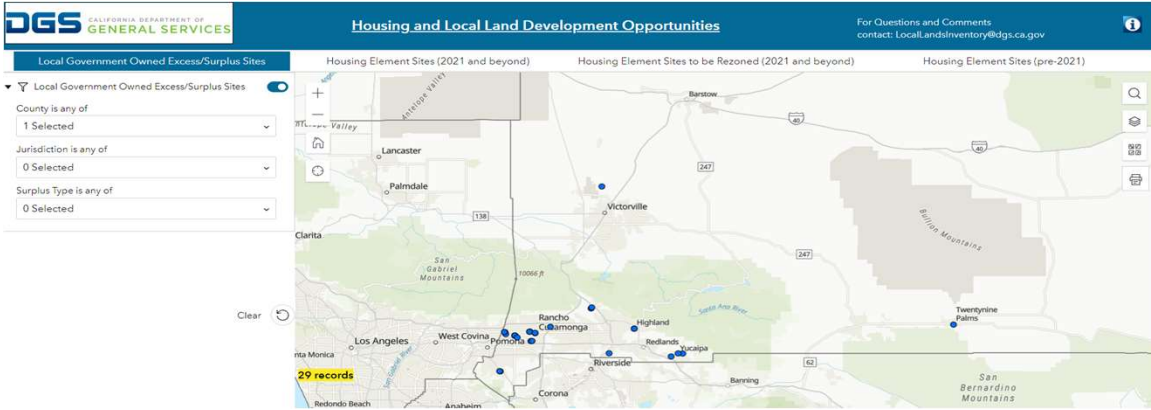 DGS
CALIFORNIA DEPARTMENT OF
GENERAL SERVICES
Housing and Local Land Development Opportunities
For Questions and Comments
contact: LocalLandsInventory@dgs.ca.gov
Local Government Owned Excess/Surplus Sites
Housing Element Sites (2021 and beyond)
Housing Element Sites to be Rezoned (2021 and beyond)
Housing Element Sites (pre-2021)
Local Government Owned Excess/Surplus Sites
County is any of
1 Selected
Jurisdiction is any of
0 Selected
Surplus Type is any of
0 Selected
Clear
Antelope Valley
Barstow
40
Valley
Lancaster
40
247
Palmdale
Victorville
138
Bullion Mountains
Clarita
247
San
Gabriel
Mountains
10066 ft
Santa Ana River
Twentynine
Palms
Rancho
Cucamonga
Highland
Los Angeles
West Covina
Pomona
Redlands
Yucaipa
nta Monica
San Gabriel River
Riverside
62
29 records
Banning
San
Bernardino
Mountains
Corona
Redondo Beach
Anaheim